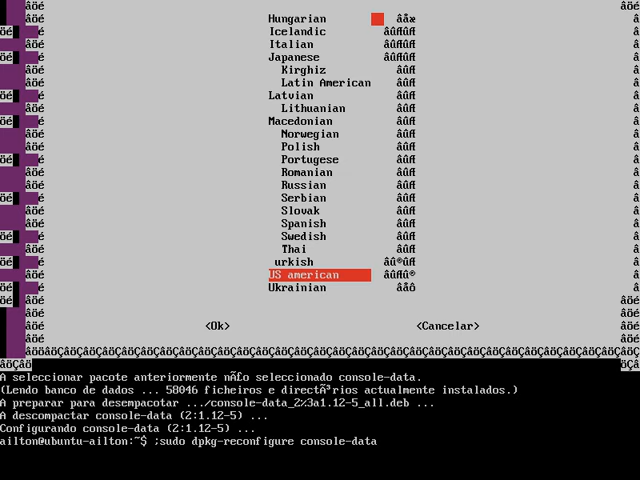 Hungarian
Icelandic
Italian
Japanese
Kirghiz
Latin American
Latvian
Lithuanian
Macedonian
Norwegian
Polish
Portugese
Romanian
Russian
Serbian
Slovak
Spanish
Swedish
Thai
urkish
US american
Ukrainian
<Ok> <Cancelar>
A seleccionar pacote anteriormente nÃ£o seleccionado console-data.
(Lendo banco de dados ... 58046 ficheiros e directÃ³rios actualmente instalados.)
A preparar para desempacotar .../console-data_2%3a1.12-5_all.deb ...
A descompactar console-data (2:1.12-5) ...
Configurando console-data (2:1.12-5) ...
ailton@ubuntu-ailton:~$ ;sudo dpkg-reconfigure console-data